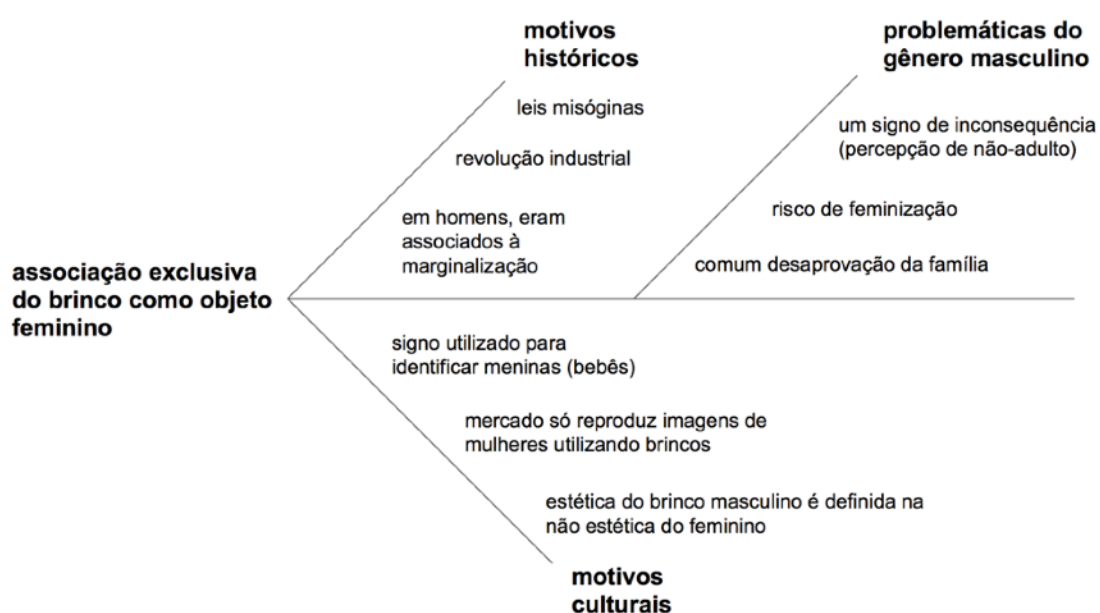 motivos
históricos
problemáticas do
gênero masculino
leis misóginas
um signo de inconsequência
(percepção de não-adulto)
revolução industrial
risco de feminização
em homens, eram
associados à
marginalização
comum desaprovação da família
associação exclusiva
do brinco como objeto
feminino
signo utilizado para
identificar meninas (bebês)
mercado só reproduz imagens de
mulheres utilizando brincos
estética do brinco masculino é definida na
não estética do feminino
motivos
culturais